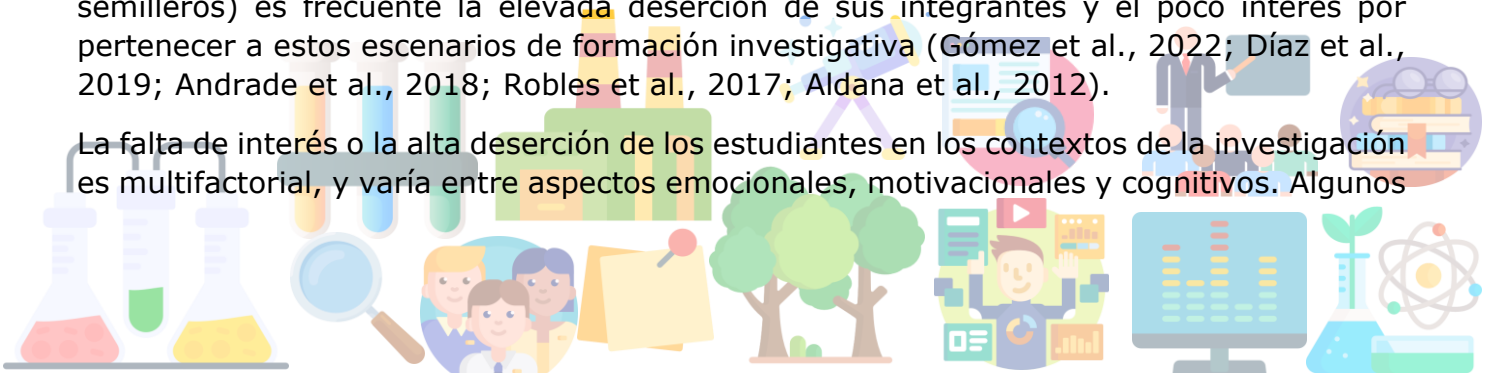 semilleros) es frecuente la elevada deserción de sus integrantes y el poco interés por
pertenecer a estos escenarios de formación investigativa (Gómez et al., 2022; Díaz et al.,
2019; Andrade et al., 2018; Robles et al., 2017; Aldana et al., 2012).
La falta de interés o la alta deserción de los estudiantes en los contextos de la investigación
es multifactorial, y varía entre aspectos emocionales, motivacionales y cognitivos. Algunos